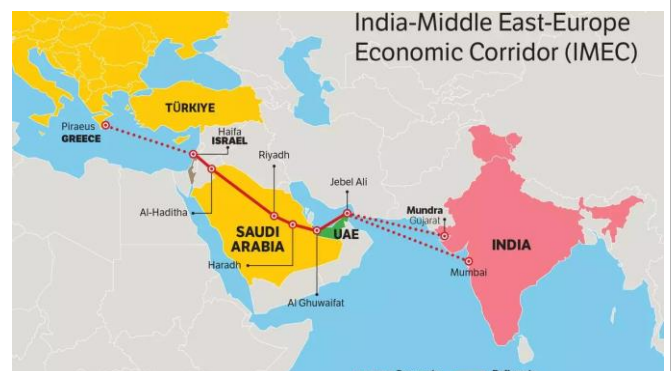 India-Middle East-Europe
Economic Corridor (IMEC)
TÜRKIYE
Piraeus
GREECE
Haifa
ISRAEL
Riyadh
Jebel Ali
Al-Haditha
Mundra
Gujarat
SAUDI
ARABIA
UAE
INDIA
Haradh
Mumbai
Al Ghuwaifat